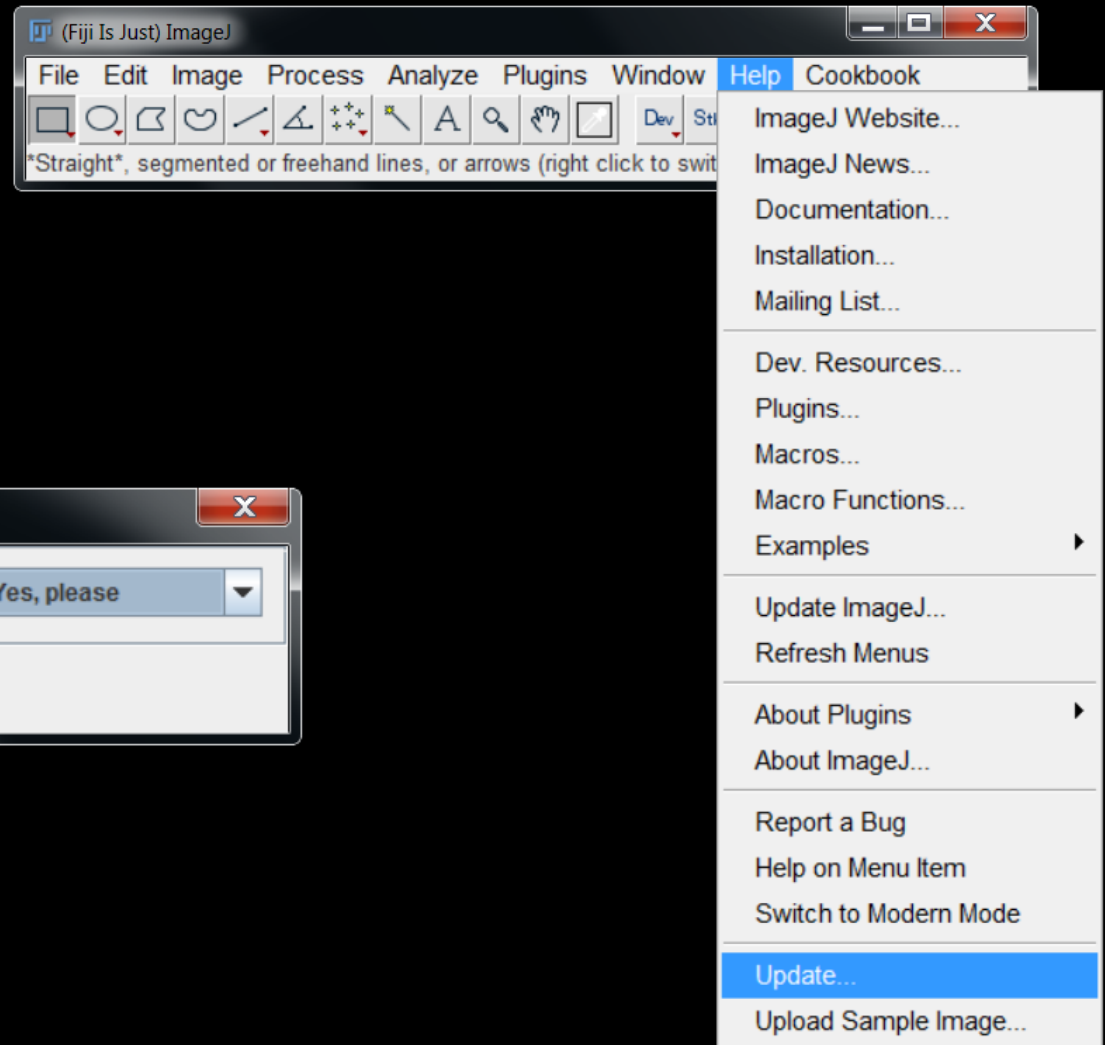 (Fiji Is Just) ImageJ
File Edit Image Process Analyze Plugins Window Help Cookbook
A Dev
*Straight*, segmented or freehand lines, or arrows (right click to
ImageJ Website...
ImageJ News...
Documentation...
Installation...
Mailing List...
Dev. Resources...
Plugins...
Macros...
Macro Functions...
Examples
Update ImageJ...
Refresh Menus
About Plugins
About ImageJ...
Report a Bug
Help on Menu Item
Switch to Modern Mode
Update...
Upload Sample Image...
Yes, please